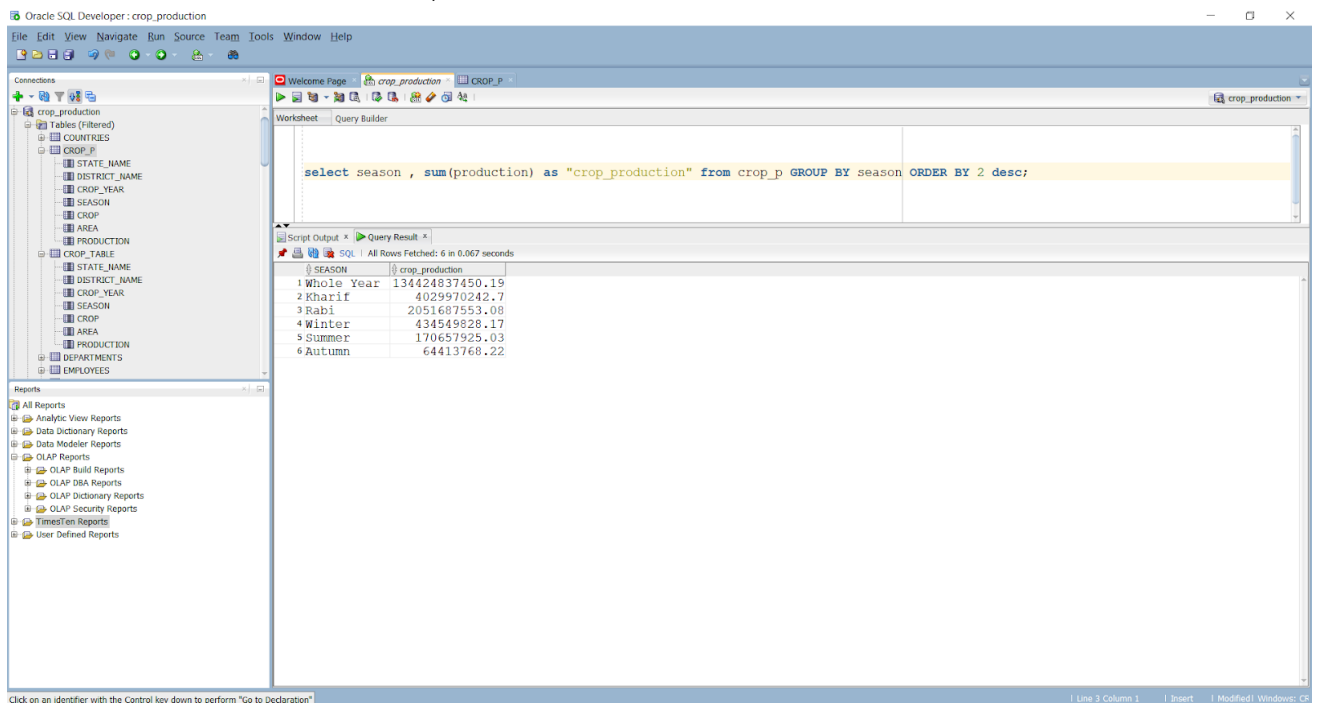 Oracle SQL Developer : crop_production
File Edit View Navigate Run Source Team Tools Window Help
Connections
Welcome Page crop_production CROP_P
crop_production
crop_production
Tables (Filtered)
COUNTRIES
CROP_P
STATE_NAME
DISTRICT_NAME
CROP_YEAR
SEASON
CROP
AREA
PRODUCTION
CROP_TABLE
STATE_NAME
DISTRICT_NAME
CROP_YEAR
SEASON
CROP
AREA
PRODUCTION
DEPARTMENTS
EMPLOYEES
Worksheet Query Builder
select season , sum(production) as "crop_production" from crop_p GROUP BY season ORDER BY 2 desc;
Script Output x Query Result x
SQL | All Rows Fetched: 6 in 0.067 seconds
SEASON crop_production
1 Whole Year 134424837450.19
2 Kharif 4029970242.7
3 Rabi 2051687553.08
4 Winter 434549828.17
5 Summer 170657925.03
6 Autumn 64413768.22
Reports
All Reports
Analytic View Reports
Data Dictionary Reports
Data Modeler Reports
OLAP Reports
OLAP Build Reports
OLAP DBA Reports
OLAP Dictionary Reports
OLAP Security Reports
TimesTen Reports
User Defined Reports
Click on an identifier with the Control key down to perform "Go to Declaration"
Line 3 Column 1 | Insert | Modified | Windows: CR